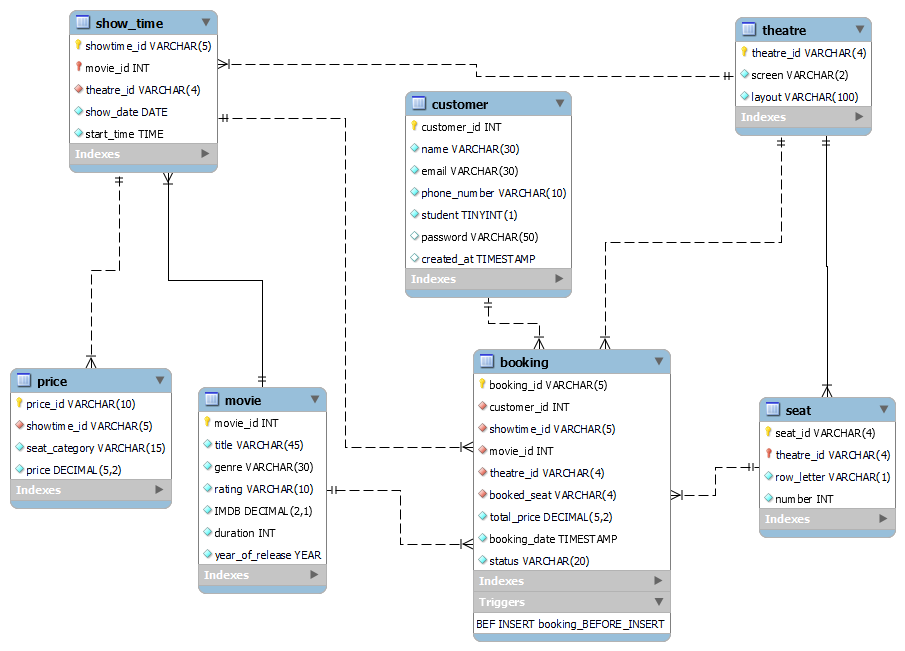 show_time
showtime_id VARCHAR(5)
movie_id INT
theatre_id VARCHAR(4)
show_date DATE
start_time TIME
Indexes
theatre
theatre_id VARCHAR(4)
screen VARCHAR(2)
layout VARCHAR(100)
Indexes
customer
customer_id INT
name VARCHAR(30)
email VARCHAR(30)
phone_number VARCHAR(10)
student TINYINT(1)
password VARCHAR(50)
created_at TIMESTAMP
Indexes
price
price_id VARCHAR(10)
showtime_id VARCHAR(5)
seat_category VARCHAR(15)
price DECIMAL(5,2)
Indexes
movie
movie_id INT
title VARCHAR(45)
genre VARCHAR(30)
rating VARCHAR(10)
IMDB DECIMAL(2,1)
duration INT
year_of_release YEAR
Indexes
booking
booking_id VARCHAR(5)
customer_id INT
showtime_id VARCHAR(5)
movie_id INT
theatre_id VARCHAR(4)
booked_seat VARCHAR(4)
total_price DECIMAL(5,2)
booking_date TIMESTAMP
status VARCHAR(20)
Indexes
Triggers
BEF INSERT booking_BEFORE_INSERT
seat
seat_id VARCHAR(4)
theatre_id VARCHAR(4)
row_letter VARCHAR(1)
number INT
Indexes